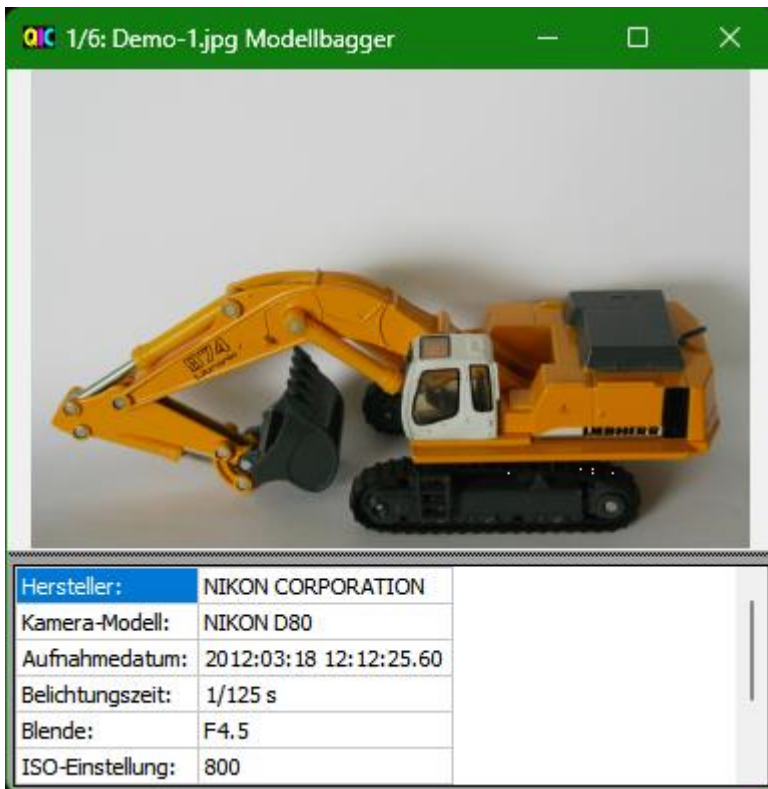 QIC 1/6: Demo-1.jpg Modellbagger
974
LIEBHERR
Hersteller: NIKON CORPORATION
Kamera-Modell: NIKON D80
Aufnahmedatum: 2012:03:18 12:12:25.60
Belichtungszeit: 1/125 s
Blende: F4.5
ISO-Einstellung: 800